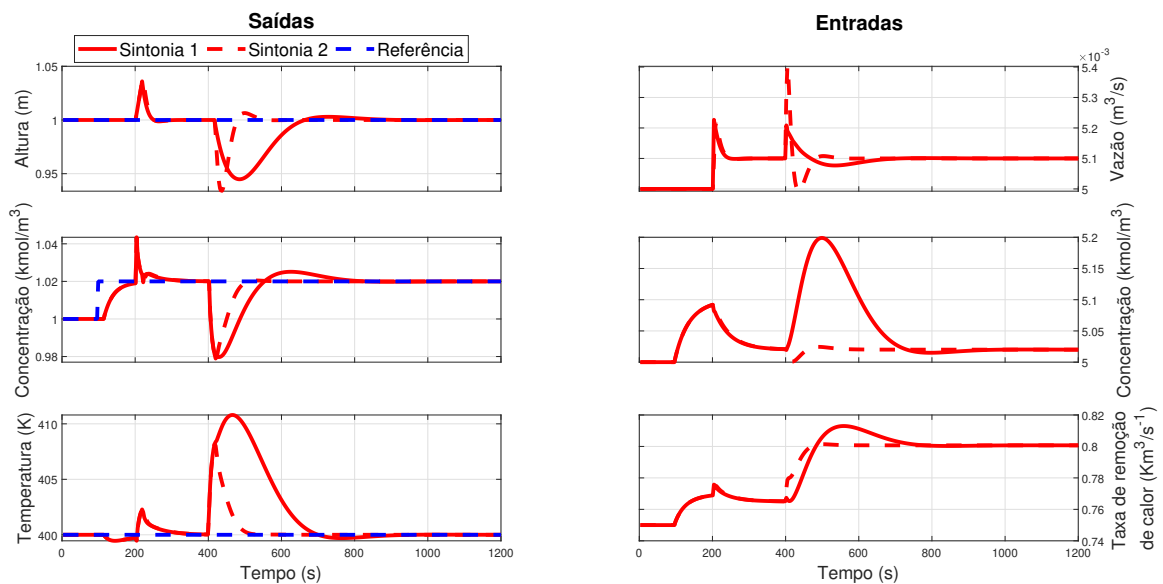 Saídas
Entradas
Sintonia 1
Sintonia 2
Referência
Altura (m)
1.05
1
0.95
Concentração (kmol/m³)
1.04
1.02
1
0.98
Temperatura (K)
410
405
400
0
200
400
600
800
1000
1200
Tempo (s)
×10⁻³
5.4
5.3
5.2
5.1
5
Vazão (m³/s)
5.2
5.15
5.1
5.05
5
Concentração (kmol/m³)
0.82
0.8
0.78
0.76
0.74
Taxa de remoção
de calor (Km³/s⁻¹)
0
200
400
600
800
1000
1200
Tempo (s)